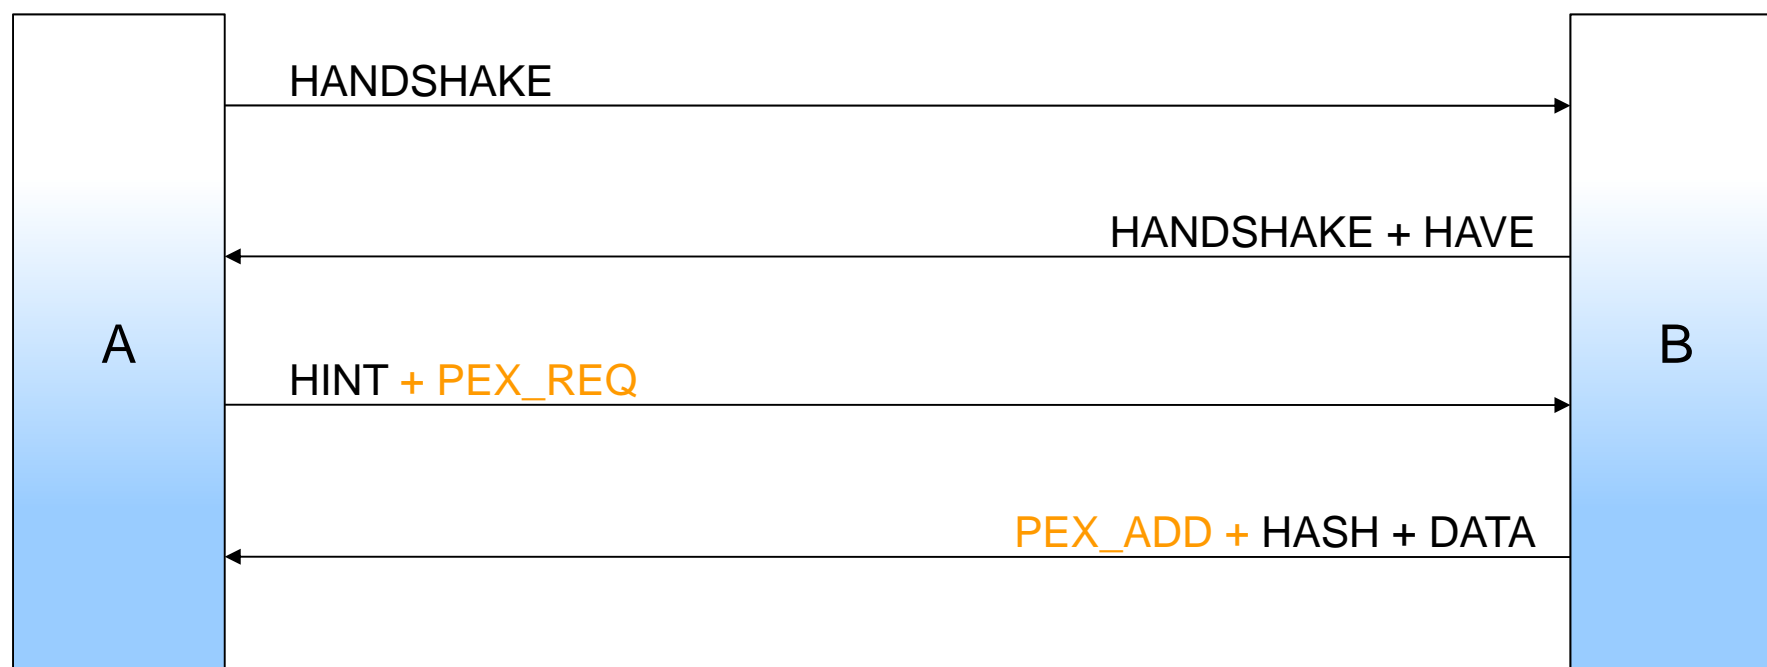 HANDSHAKE
HANDSHAKE + HAVE
A
B
HINT + PEX_REQ
PEX_ADD + HASH + DATA